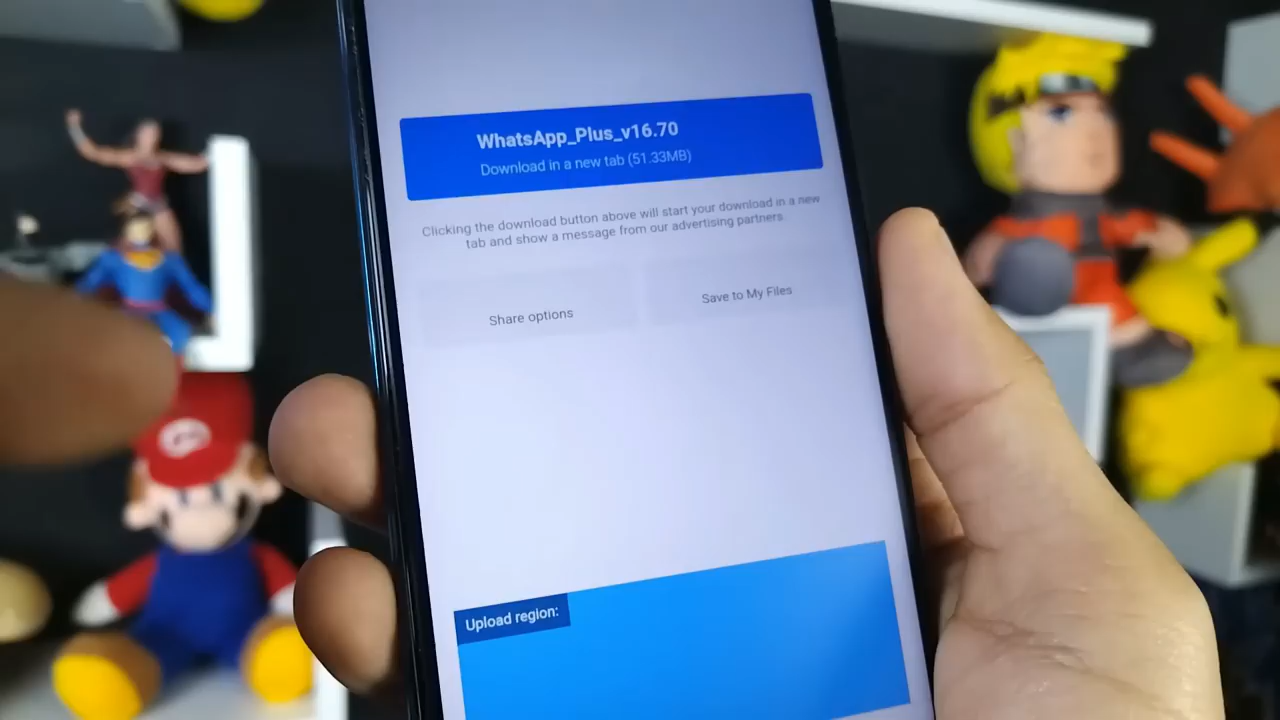 WhatsApp_Plus_v16.70
Download in a new tab (51.33MB)
Clicking the download button above will start your download in a new
tab and show a message from our advertising partners.
Share options
Save to My Files
Upload region: